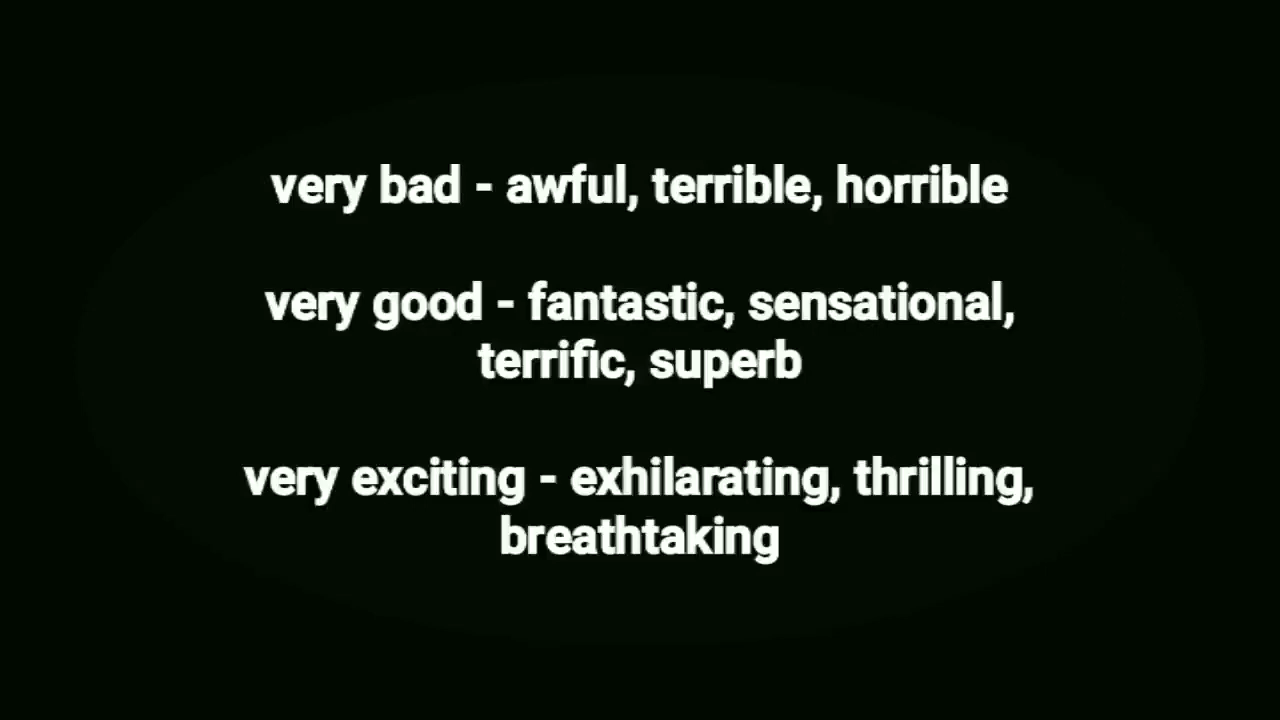 very bad - awful, terrible, horrible
very good - fantastic, sensational,
terrific, superb
very exciting - exhilarating, thrilling,
breathtaking